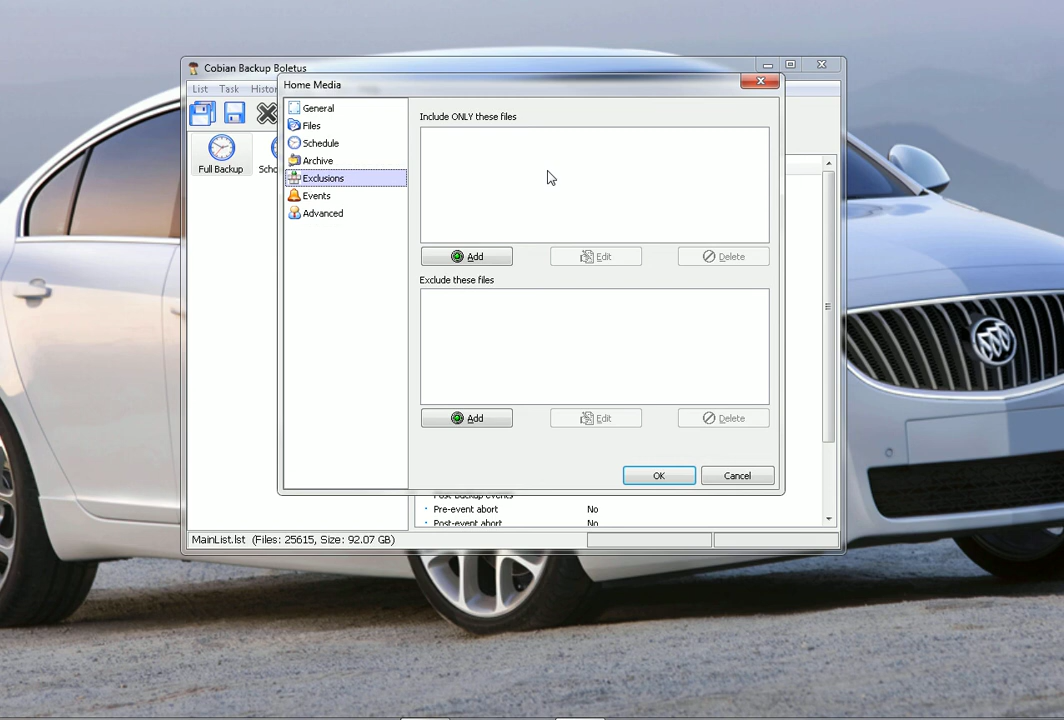 Cobian Backup Boletus
List Task Histor
Home Media
Full Backup Scho
General
Files
Schedule
Archive
Exclusions
Events
Advanced
Include ONLY these files
Add Edit Delete
Exclude these files
Add Edit Delete
OK Cancel
Post-backup events
Pre-event abort No
Post-event abort No
MainList.lst (Files: 25615, Size: 92.07 GB)